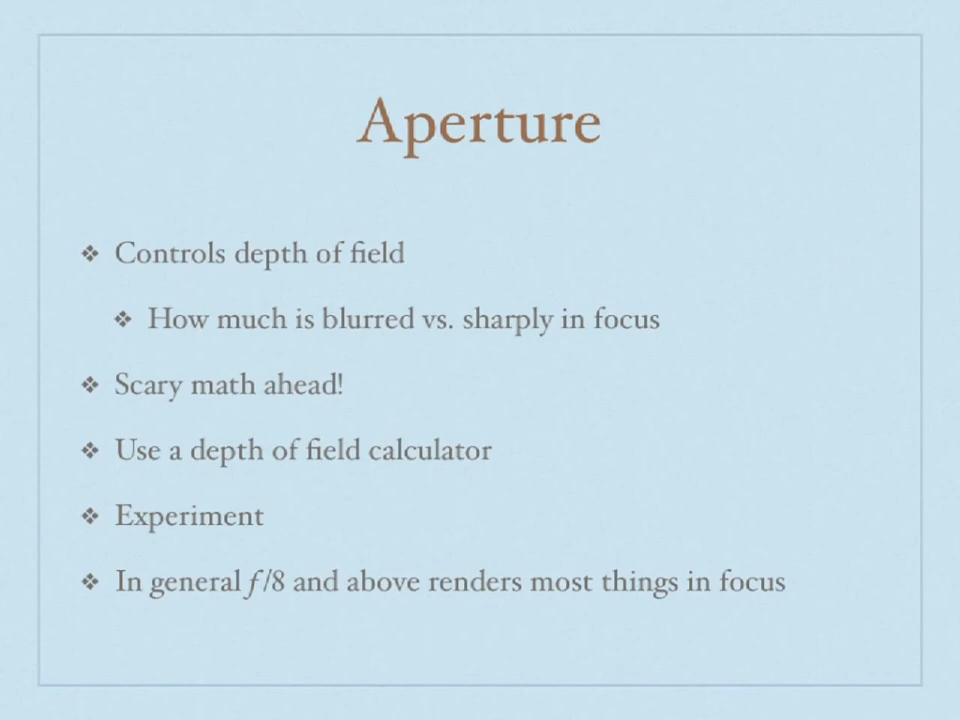 Aperture
❖ Controls depth of field
❖ How much is blurred vs. sharply in focus
❖ Scary math ahead!
❖ Use a depth of field calculator
❖ Experiment
❖ In general ƒ/8 and above renders most things in focus